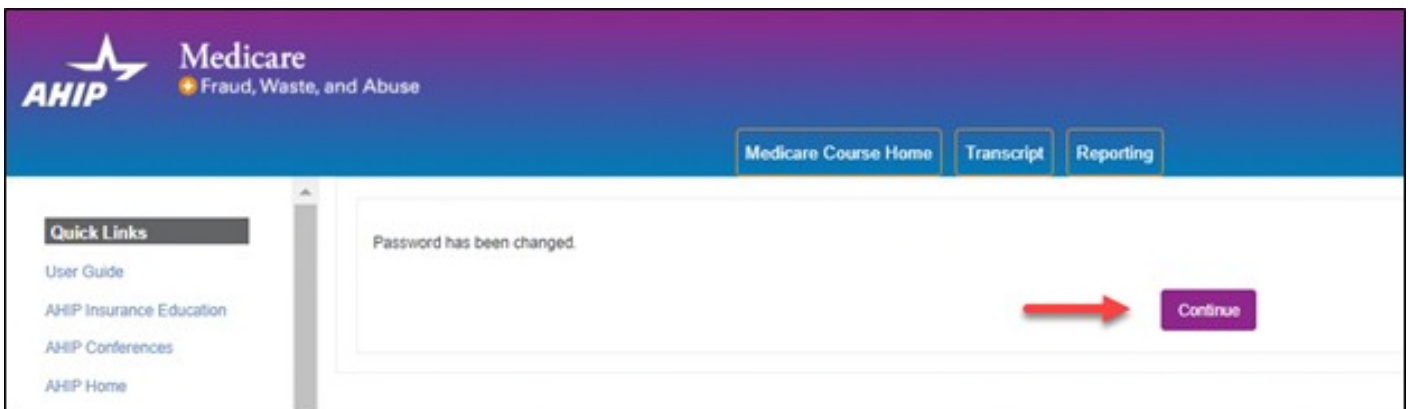 AHIP
Medicare
Fraud, Waste, and Abuse
Medicare Course Home
Transcript
Reporting
Quick Links
User Guide
AHIP Insurance Education
AHIP Conferences
AHIP Home
Password has been changed.
Continue